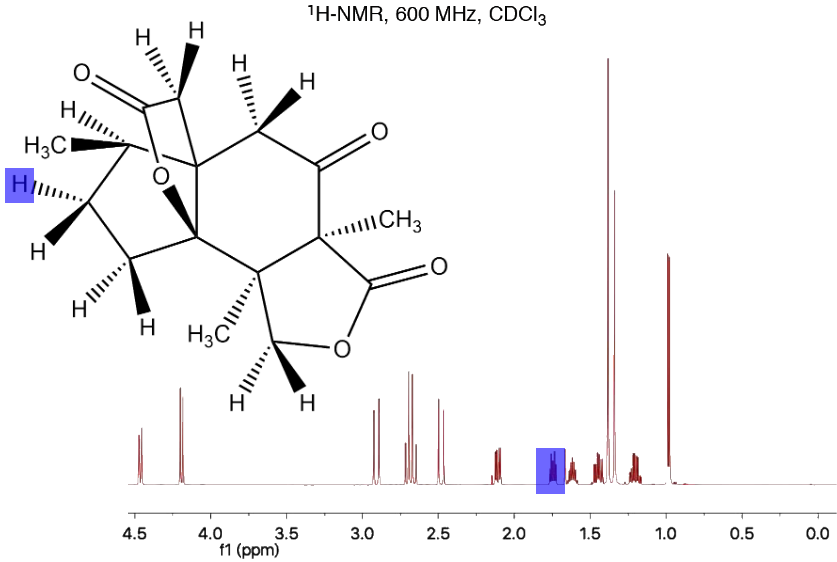 ¹H-NMR, 600 MHz, CDCl₃
H H
O H H
H
H₃C O
O
H
CH₃
H
O
H
H₃C
H O
H H
4.5 4.0 3.5 3.0 2.5 2.0 1.5 1.0 0.5 0.0
f1 (ppm)